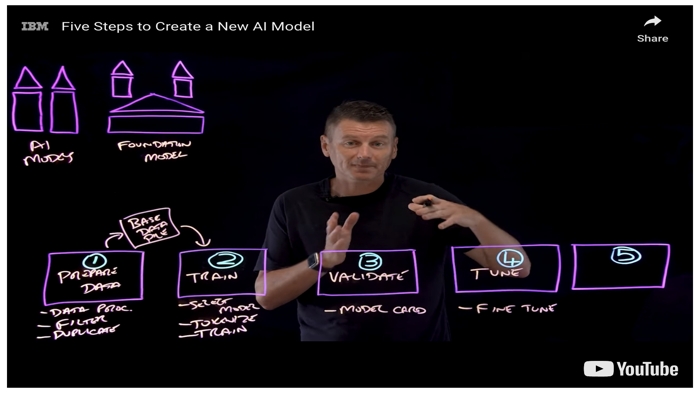 IBM Five Steps to Create a New AI Model
Share
AI
MODELS
FOUNDATION
MODEL
BASE
DATA
PILE
1
PREPARE
DATA
- DATA PROC.
- FILTER
- DUPLICATE
2
TRAIN
- SELECT
MODEL
- TOKENIZE
- TRAIN
3
VALIDATE
- MODEL CARD
4
TUNE
- FINE TUNE
5
YouTube